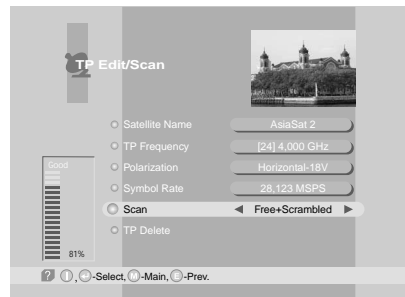 TP Edit/Scan
Satellite Name AsiaSat 2
TP Frequency [24] 4,000 GHz
Polarization Horizontal-18V
Symbol Rate 28,123 MSPS
Scan Free+Scrambled
TP Delete
Good
81%
? , -Select, M -Main, E -Prev.